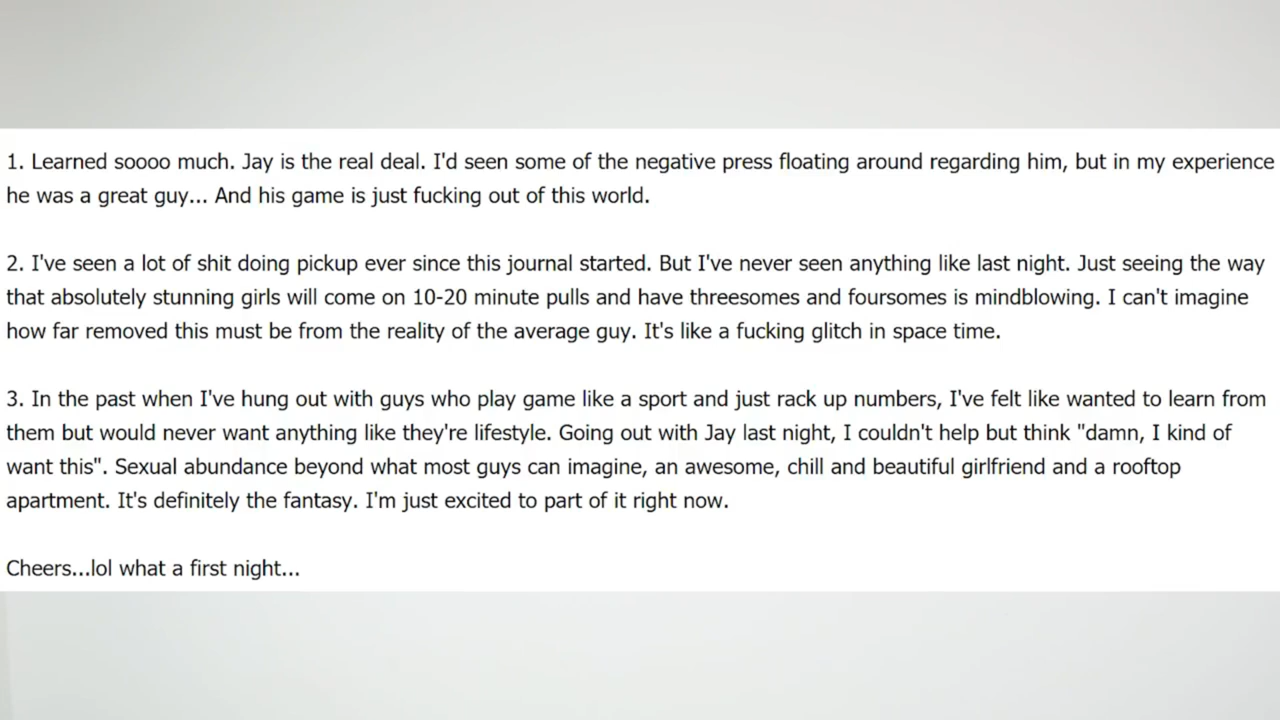 1. Learned soooo much. Jay is the real deal. I'd seen some of the negative press floating around regarding him, but in my experience
he was a great guy... And his game is just fucking out of this world.
2. I've seen a lot of shit doing pickup ever since this journal started. But I've never seen anything like last night. Just seeing the way
that absolutely stunning girls will come on 10-20 minute pulls and have threesomes and foursomes is mindblowing. I can't imagine
how far removed this must be from the reality of the average guy. It's like a fucking glitch in space time.
3. In the past when I've hung out with guys who play game like a sport and just rack up numbers, I've felt like wanted to learn from
them but would never want anything like they're lifestyle. Going out with Jay last night, I couldn't help but think "damn, I kind of
want this". Sexual abundance beyond what most guys can imagine, an awesome, chill and beautiful girlfriend and a rooftop
apartment. It's definitely the fantasy. I'm just excited to part of it right now.
Cheers...lol what a first night...